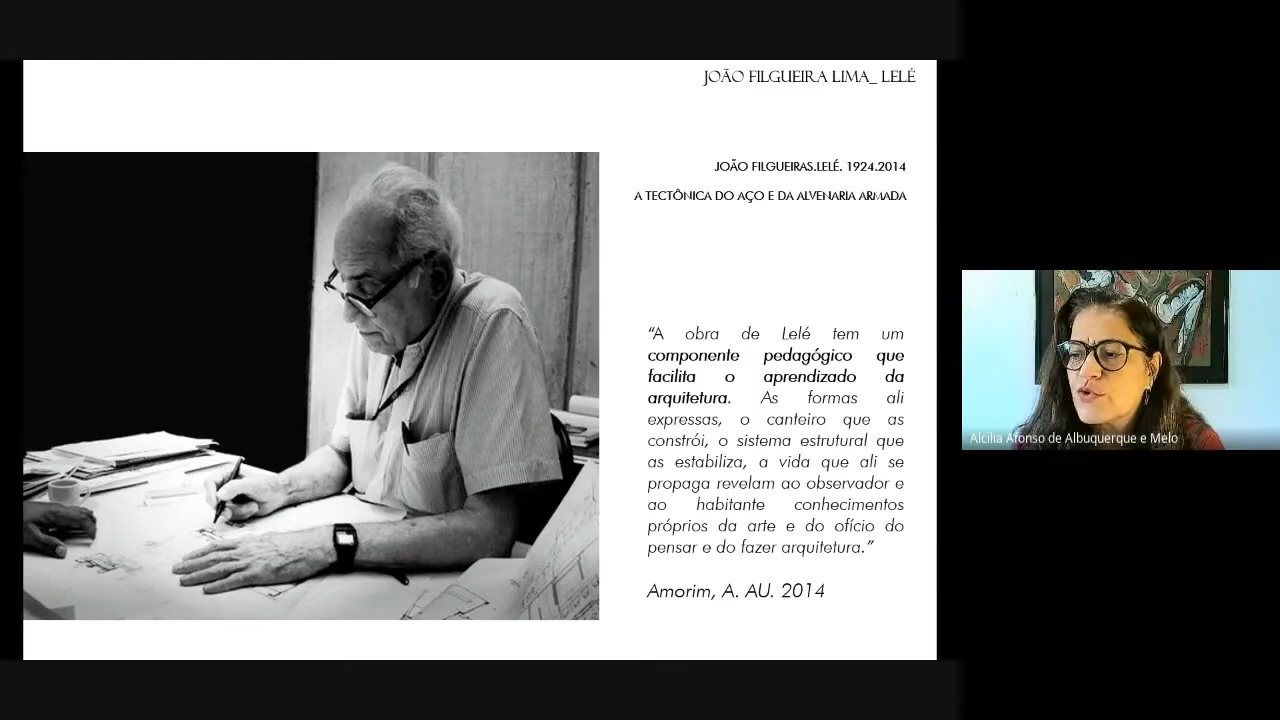 JOÃO FILGUEIRA LIMA_ LELÉ
JOÃO FILGUEIRAS.LELÉ. 1924.2014
A TECTÔNICA DO AÇO E DA ALVENARIA ARMADA
“A obra de Lelé tem um
componente pedagógico que
facilita o aprendizado da
arquitetura. As formas ali
expressas, o canteiro que as
constrói, o sistema estrutural que
as estabiliza, a vida que ali se
propaga revelam ao observador e
ao habitante conhecimentos
próprios da arte e do ofício do
pensar e do fazer arquitetura.”
Amorim, A. AU. 2014
Alcilia Afonso de Albuquerque e Melo